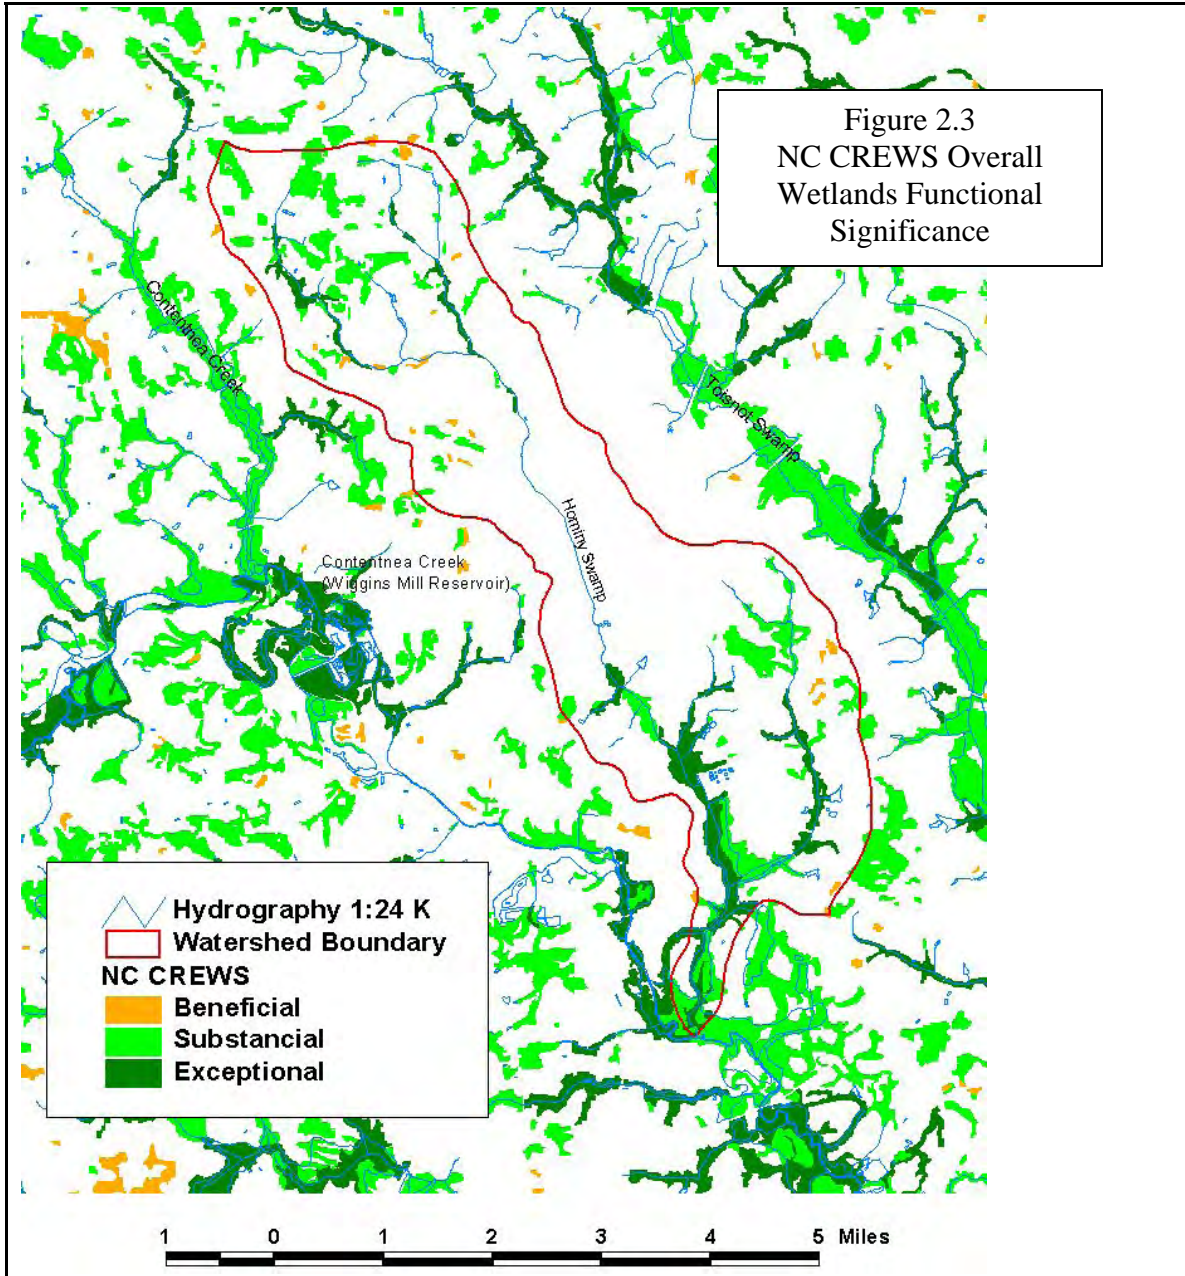 Figure 2.3
NC CREWS Overall
Wetlands Functional
Significance
Contentnea Creek
Toisnot Swamp
Hominy Swamp
Contentnea Creek
(Wiggins Mill Reservoir)
Hydrography 1:24 K
Watershed Boundary
NC CREWS
Beneficial
Substancial
Exceptional
1 0 1 2 3 4 5 Miles